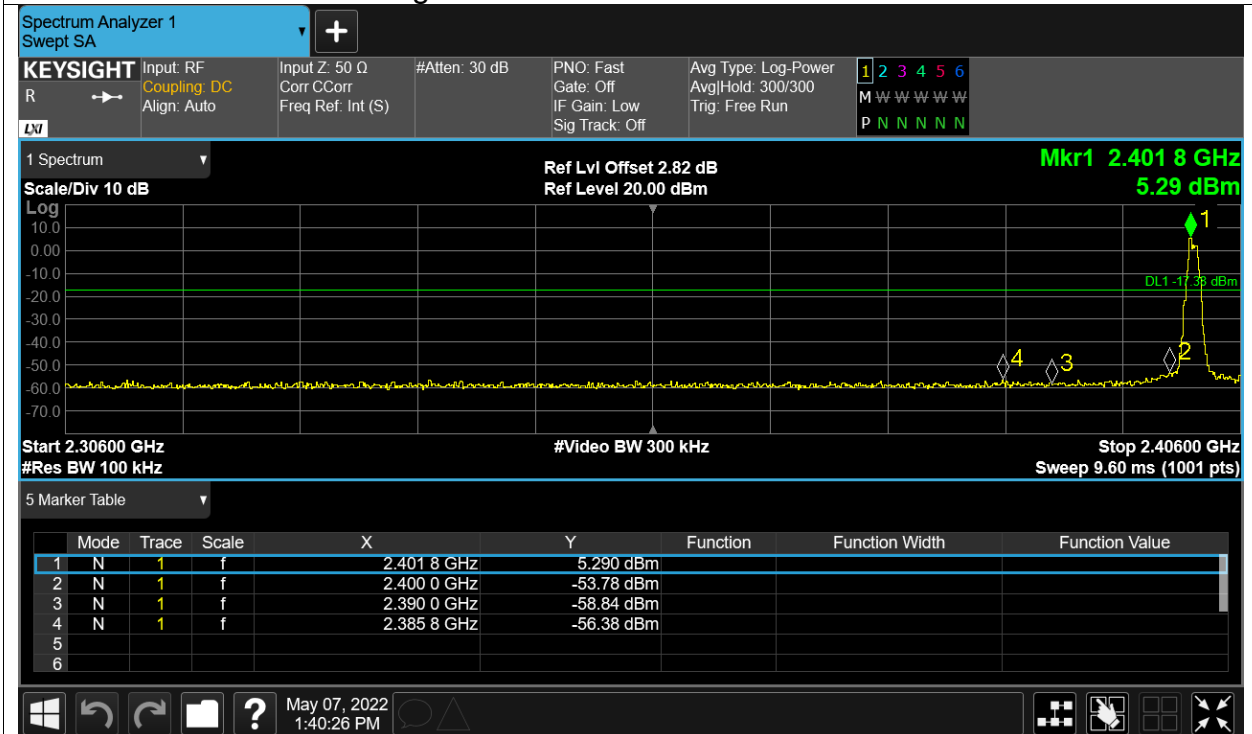 Spectrum Analyzer 1
Swept SA
+
KEYSIGHT Input: RF Input Z: 50 Ω #Atten: 30 dB PNO: Fast Avg Type: Log-Power 1 2 3 4 5 6
R Coupling: DC Corr CCorr Gate: Off Avg|Hold: 300/300 M W W W W W
Align: Auto Freq Ref: Int (S) IF Gain: Low Trig: Free Run
LXI Sig Track: Off P N N N N N
1 Spectrum Ref Lvl Offset 2.82 dB Mkr1 2.401 8 GHz
Scale/Div 10 dB Ref Level 20.00 dBm 5.29 dBm
Log
10.0 1
0.00
-10.0
DL1 -17.38 dBm
-20.0
-30.0
-40.0
4 3 2
-50.0
-60.0
-70.0
Start 2.30600 GHz #Video BW 300 kHz Stop 2.40600 GHz
#Res BW 100 kHz Sweep 9.60 ms (1001 pts)
5 Marker Table
Mode Trace Scale X Y Function Function Width Function Value
1 N 1 f 2.401 8 GHz 5.290 dBm
2 N 1 f 2.400 0 GHz -53.78 dBm
3 N 1 f 2.390 0 GHz -58.84 dBm
4 N 1 f 2.385 8 GHz -56.38 dBm
5
6
? May 07, 2022
1:40:26 PM